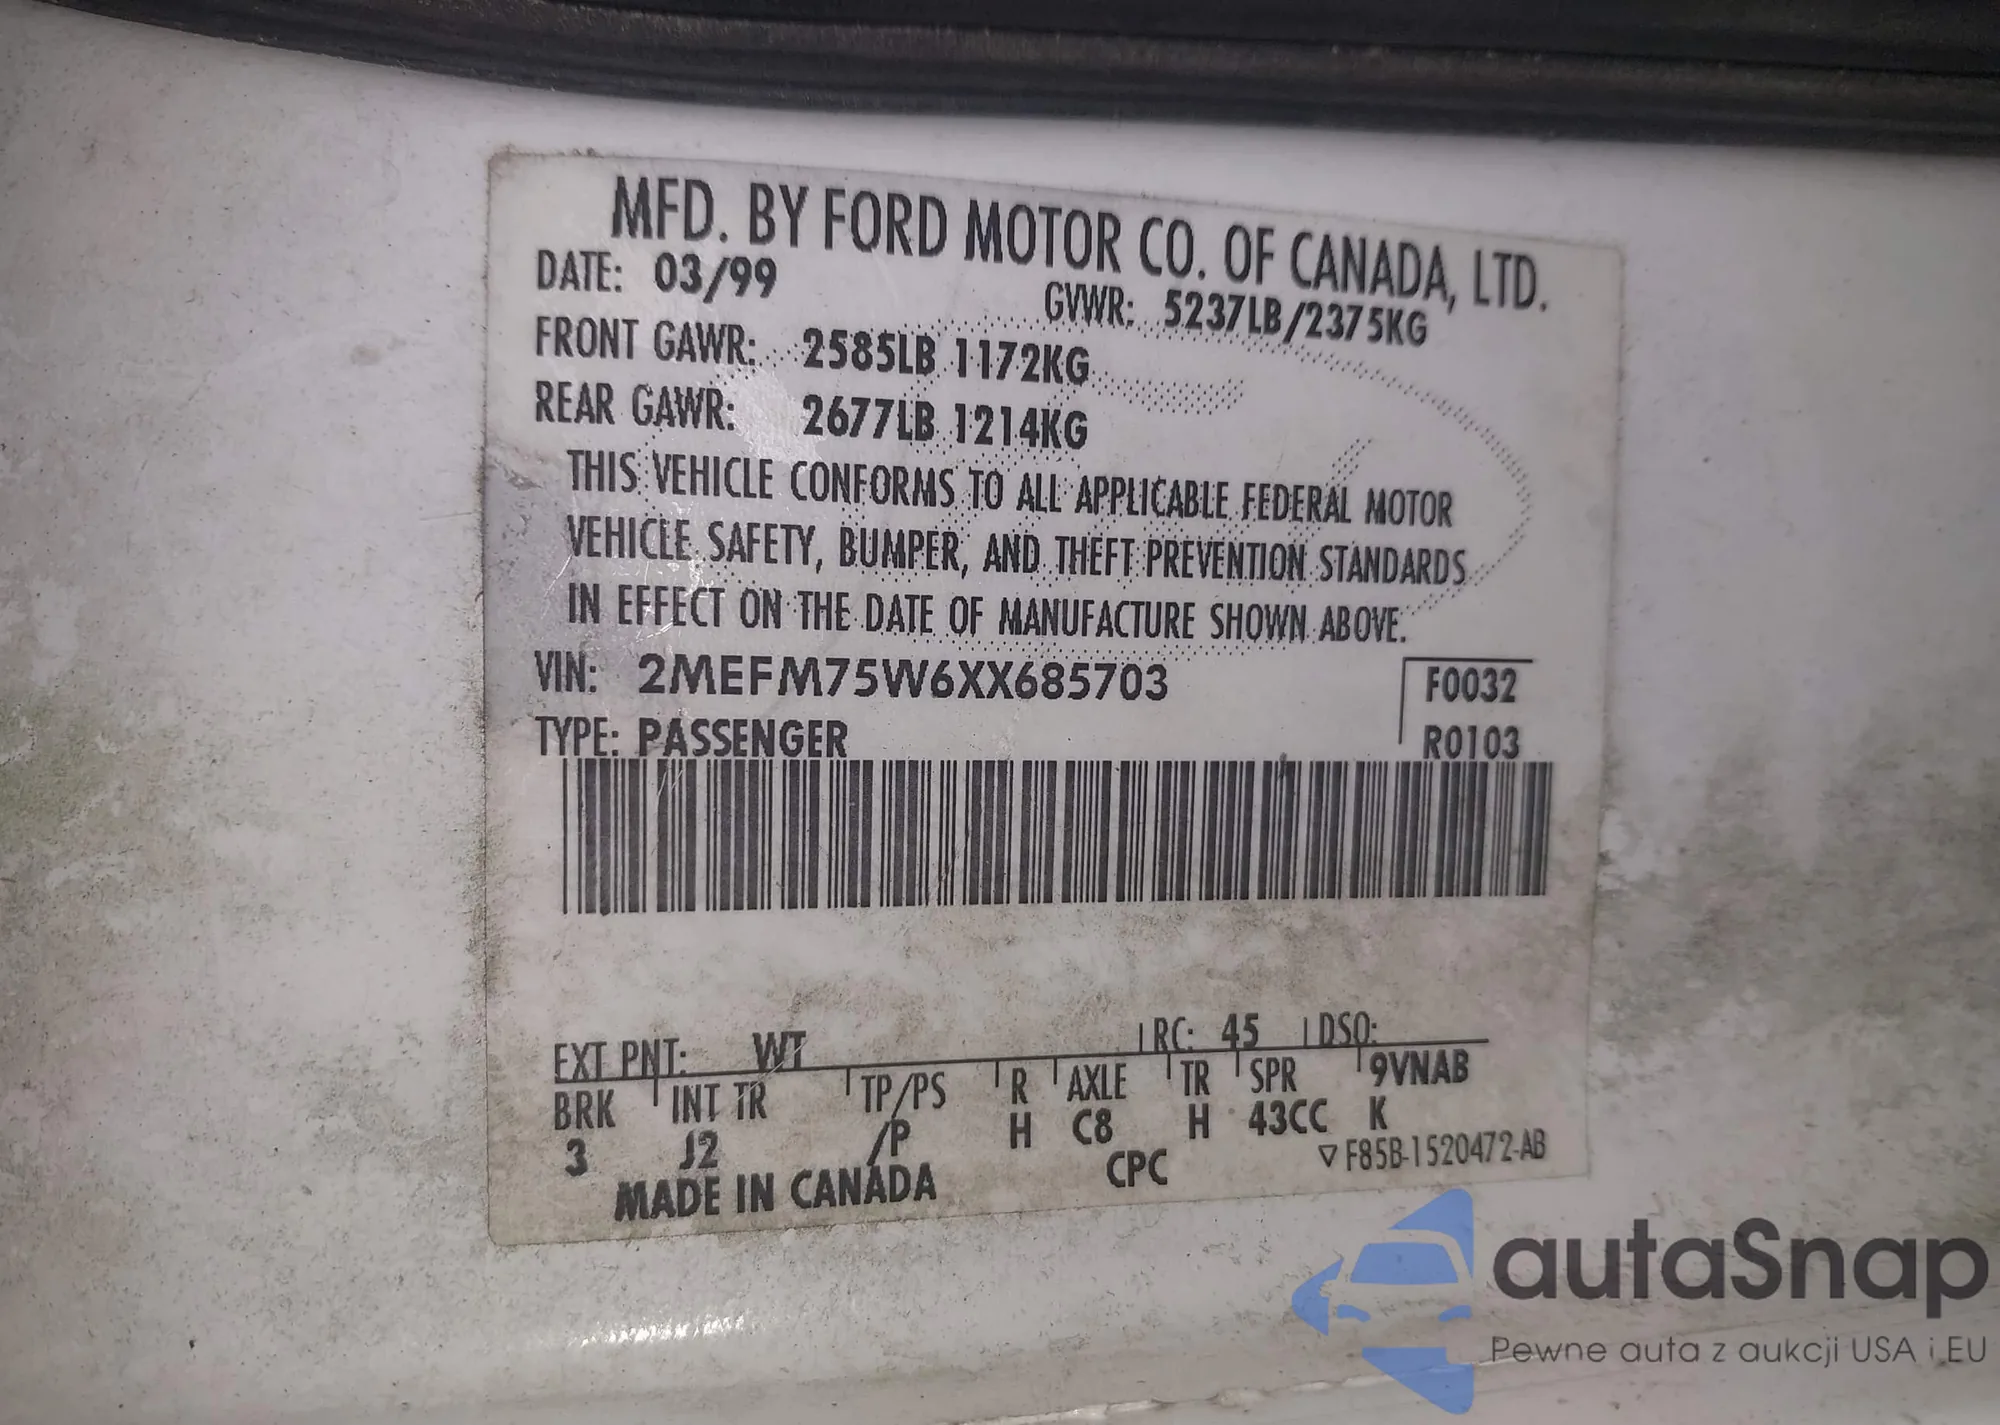 MFD. BY FORD MOTOR CO. OF CANADA, LTD.
DATE: 03/99
GVWR: 5237LB/2375KG
FRONT GAWR: 2585LB 1172KG
REAR GAWR: 2677LB 1214KG
THIS VEHICLE CONFORMS TO ALL APPLICABLE FEDERAL MOTOR
VEHICLE SAFETY, BUMPER, AND THEFT PREVENTION STANDARDS
IN EFFECT ON THE DATE OF MANUFACTURE SHOWN ABOVE.
VIN: 2MEFM75W6XX685703 F0032
TYPE: PASSENGER R0103
EXT PNT: WT RC: 45 DSO:
BRK INT TR TP/PS R AXLE TR SPR 9VNAB
3 J2 /P H C8 H 43CC K
MADE IN CANADA CPC ▽F85B-1520472-AB
autaSnap
Pewne auta z aukcji USA i EU